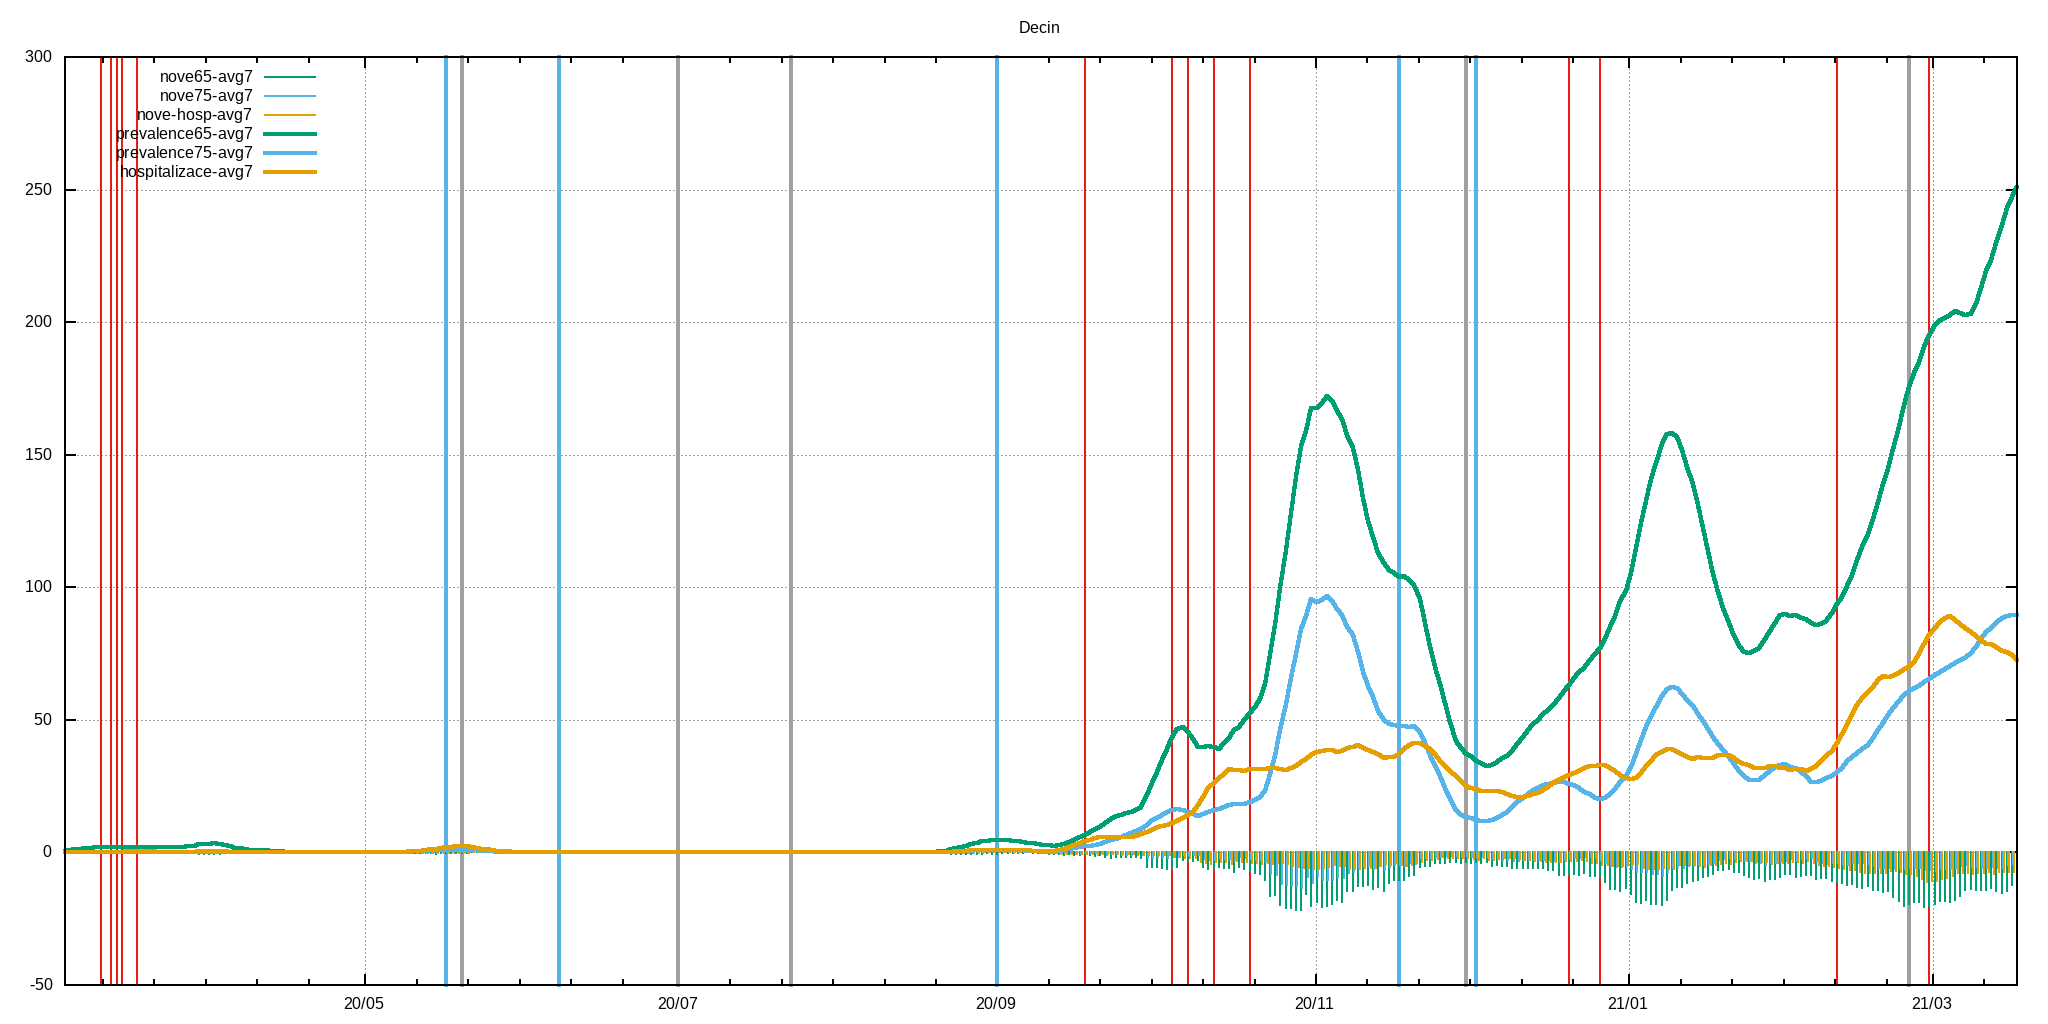 Decin
300
nove65-avg7
nove75-avg7
nove-hosp-avg7
prevalence65-avg7
prevalence75-avg7
hospitalizace-avg7
250
200
150
100
50
0
-50
20/05 20/07 20/09 20/11 21/01 21/03